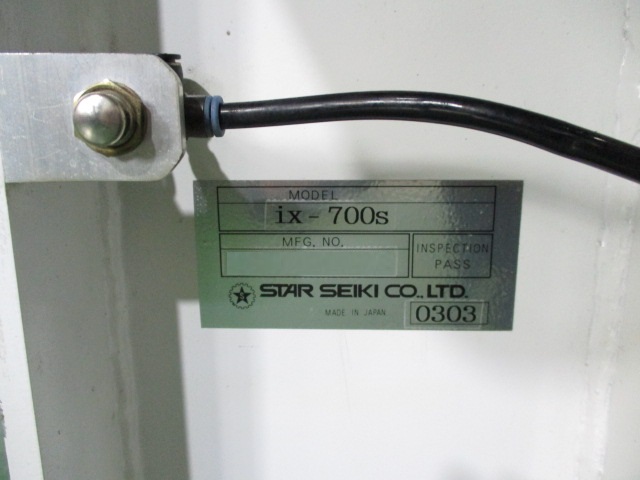 MODEL
ix-700s
MFG. NO.
INSPECTION
PASS
STAR SEIKI CO., LTD.
MADE IN JAPAN
0303